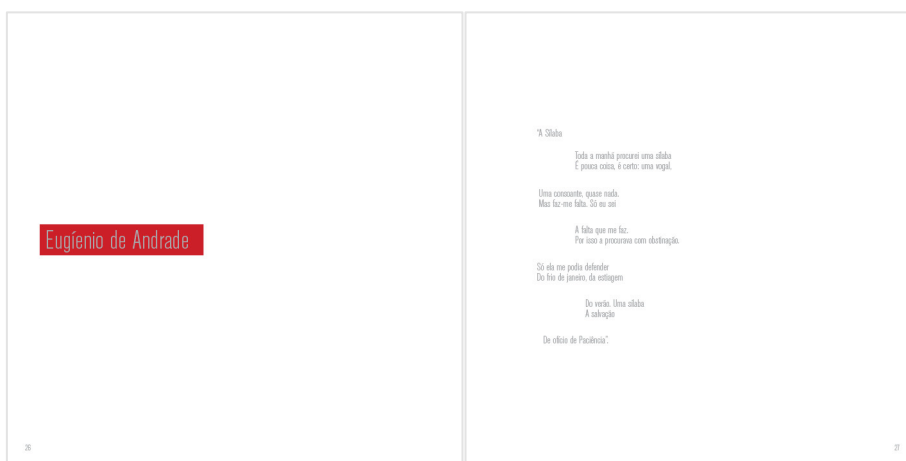 Eugíenio de Andrade
26
"A Sílaba
Toda a manhã procurei uma sílaba
É pouca coisa, é certo: uma vogal,
Uma consoante, quase nada.
Mas faz-me falta. Só eu sei
A falta que me faz.
Por isso a procurava com obrtinação.
Só ela me podia defender
Do frio de janeiro, da estiagem
Do verão. Uma sílaba
A salvação
De ofício de Paciência".
27